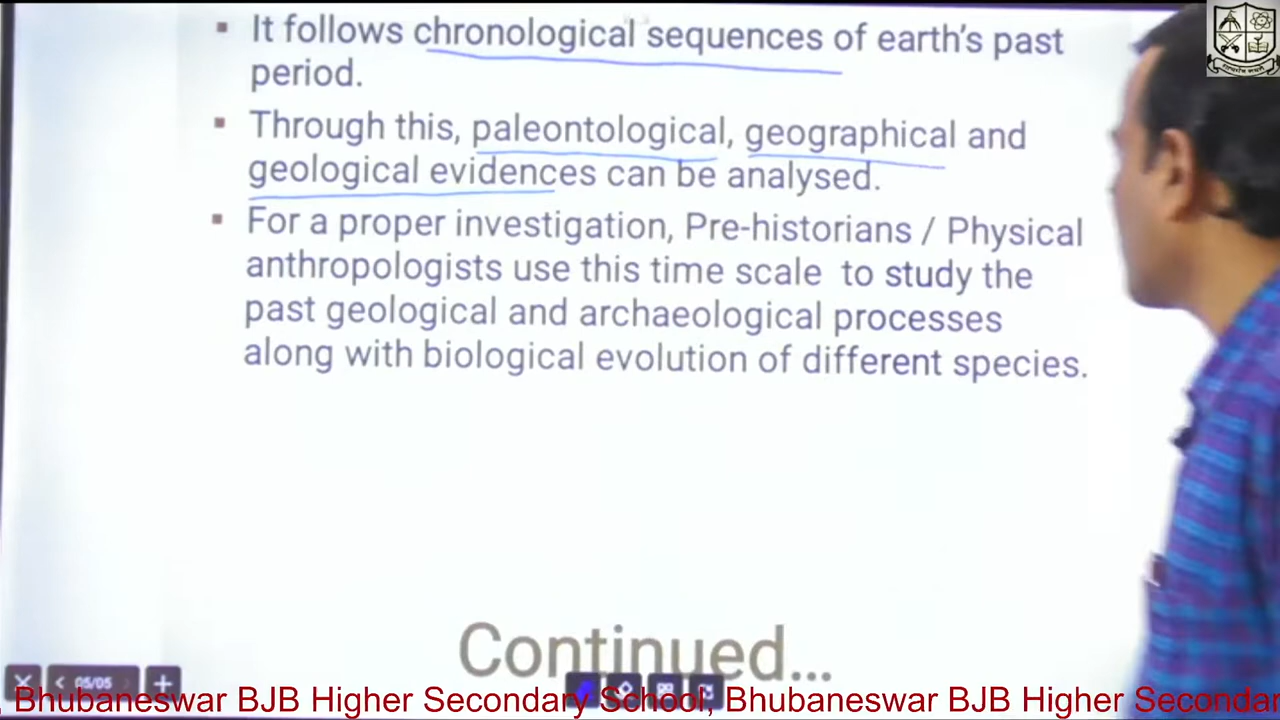 ▪ It follows chronological sequences of earth's past
period.
▪ Through this, paleontological, geographical and
geological evidences can be analysed.
▪ For a proper investigation, Pre-historians / Physical
anthropologists use this time scale to study the
past geological and archaeological processes
along with biological evolution of different species.
Continued...
05/05
Bhubaneswar BJB Higher Secondary School, Bhubaneswar BJB Higher Secondar